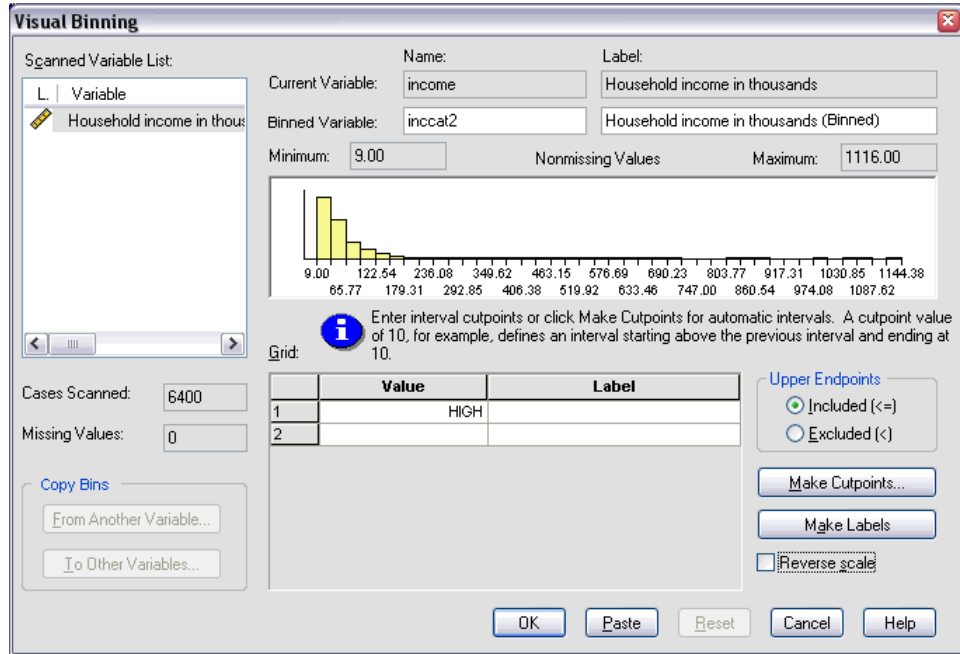 Visual Binning
Scanned Variable List:
L. Variable
Household income in thous
Name:
Label:
Current Variable:
income
Household income in thousands
Binned Variable:
inccat2
Household income in thousands (Binned)
Minimum:
9.00
Nonmissing Values
Maximum:
1116.00
9.00 122.54 236.08 349.62 463.15 576.69 690.23 803.77 917.31 1030.85 1144.38
65.77 179.31 292.85 406.38 519.92 633.46 747.00 860.54 974.08 1087.62
i
Enter interval cutpoints or click Make Cutpoints for automatic intervals. A cutpoint value
of 10, for example, defines an interval starting above the previous interval and ending at
10.
Grid:
Value Label
1 HIGH
2
Cases Scanned:
6400
Missing Values:
0
Copy Bins
From Another Variable...
To Other Variables...
Upper Endpoints
Included (<=)
Excluded (<)
Make Cutpoints...
Make Labels
Reverse scale
OK
Paste
Reset
Cancel
Help